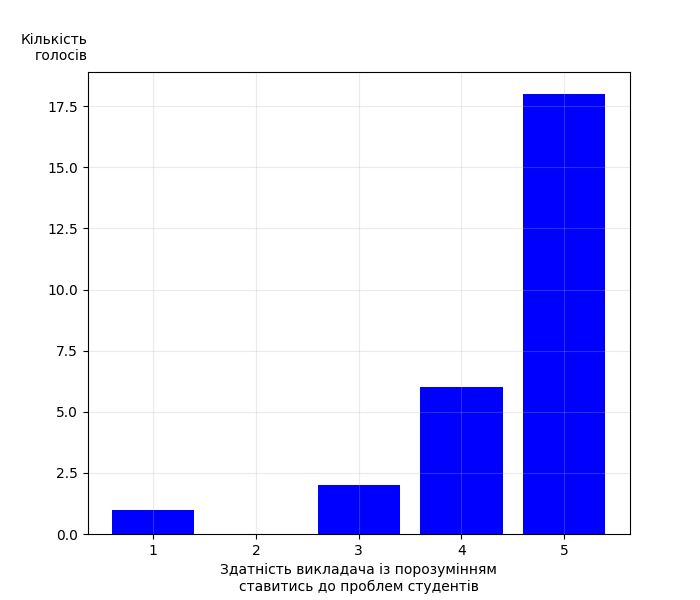 Кількість
голосів
17.5
15.0
12.5
10.0
7.5
5.0
2.5
0.0
1 2 3 4 5
Здатність викладача із порозумінням
ставитись до проблем студентів